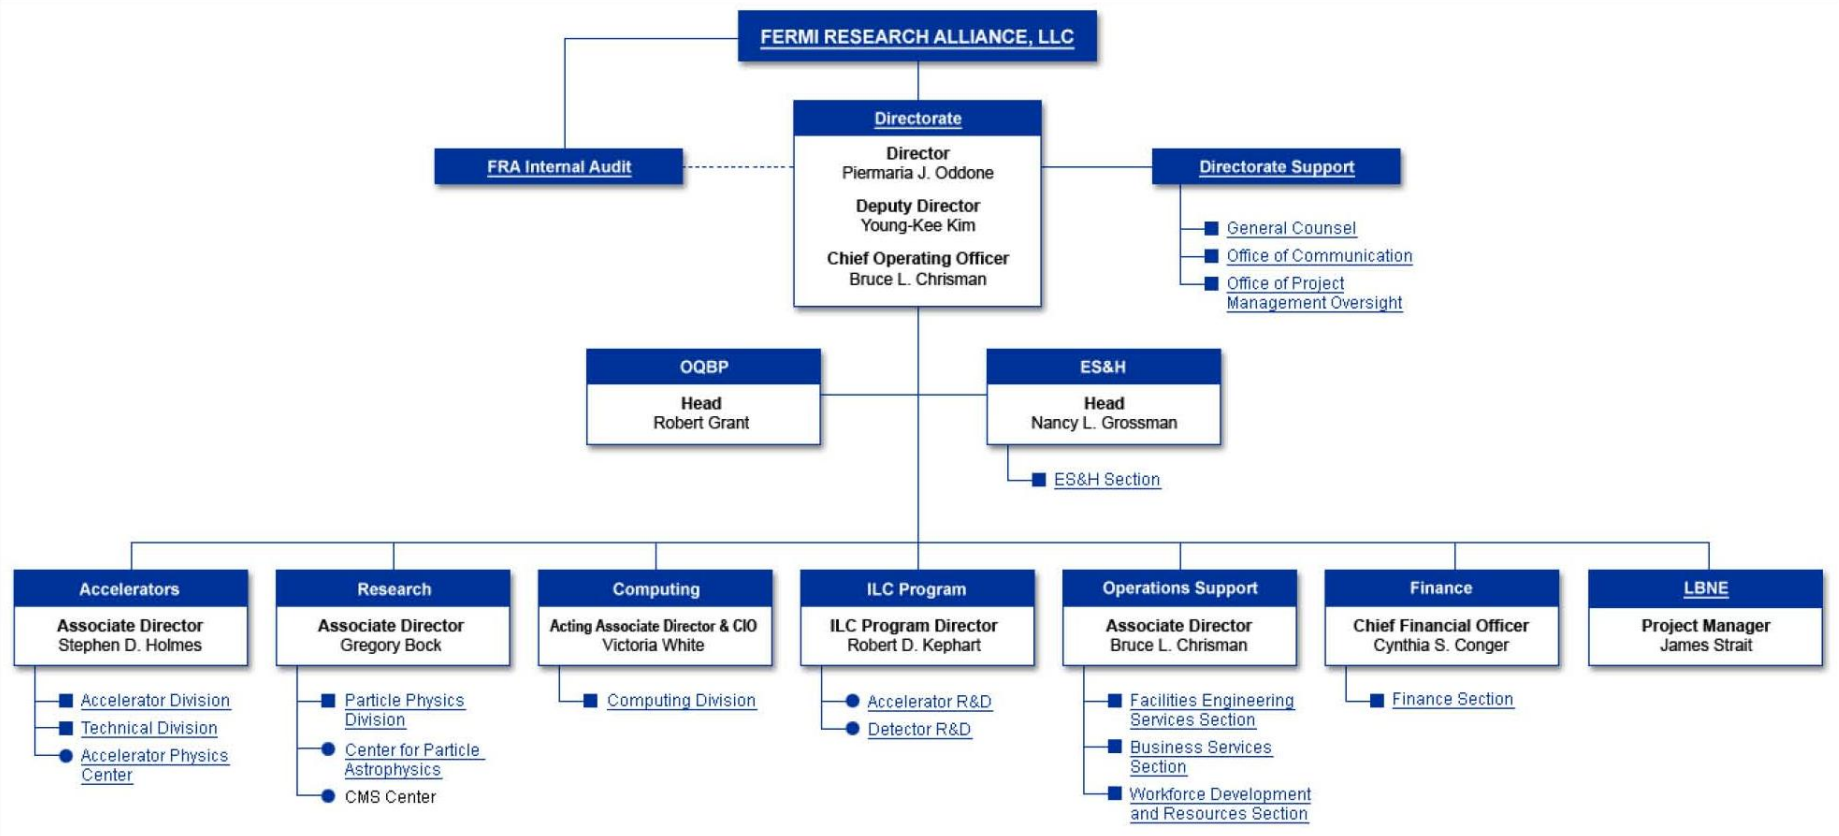 FERMI RESEARCH ALLIANCE, LLC
Directorate
Director
Piermaria J. Oddone
Deputy Director
Young-Kee Kim
Chief Operating Officer
Bruce L. Chrisman
FRA Internal Audit
Directorate Support
General Counsel
Office of Communication
Office of Project
Management Oversight
OQBP
Head
Robert Grant
ES&H
Head
Nancy L. Grossman
ES&H Section
Accelerators
Associate Director
Stephen D. Holmes
Accelerator Division
Technical Division
Accelerator Physics
Center
Research
Associate Director
Gregory Bock
Particle Physics
Division
Center for Particle
Astrophysics
CMS Center
Computing
Acting Associate Director & CIO
Victoria White
Computing Division
ILC Program
ILC Program Director
Robert D. Kephart
Accelerator R&D
Detector R&D
Operations Support
Associate Director
Bruce L. Chrisman
Facilities Engineering
Services Section
Business Services
Section
Workforce Development
and Resources Section
Finance
Chief Financial Officer
Cynthia S. Conger
Finance Section
LBNE
Project Manager
James Strait